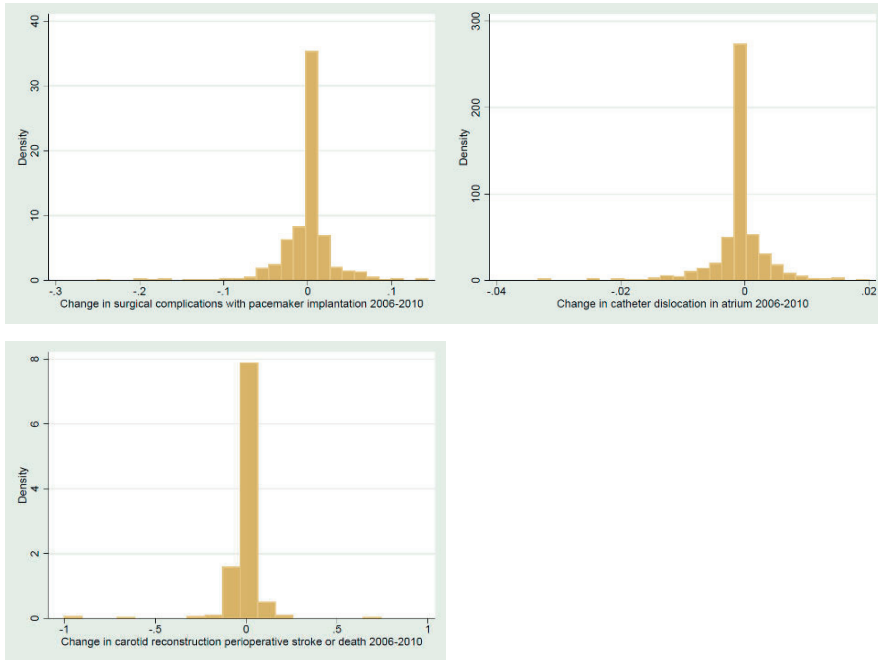 40
30
20
10
0
Density
-.3 -.2 -.1 0 .1
Change in surgical complications with pacemaker implantation 2006-2010
300
200
100
0
Density
-.04 -.02 0 .02
Change in catheter dislocation in atrium 2006-2010
8
6
4
2
0
Density
-1 -.5 0 .5 1
Change in carotid reconstruction perioperative stroke or death 2006-2010